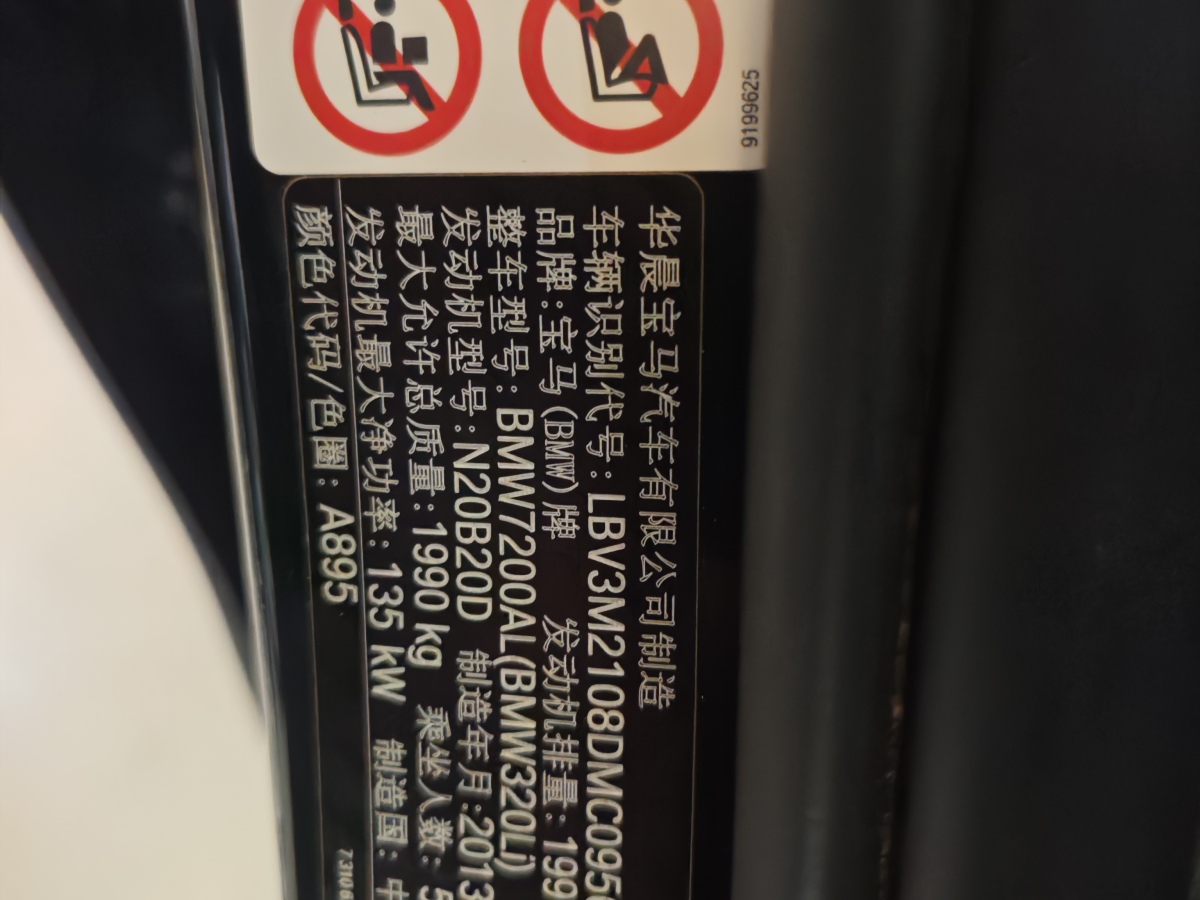 9199625
华晨宝马汽车有限公司制造
车辆识别代号:LBV3M2108DMC095
品牌:宝马(BMW)牌 发动机排量:199
整车型号:BMW7200AL(BMW320Li)
发动机型号:N20B20D 制造年月:2013
最大允许总质量:1990 kg 乘坐人数:5
发动机最大净功率:135 kW 制造国:中
颜色代码/色圈:A895
73106